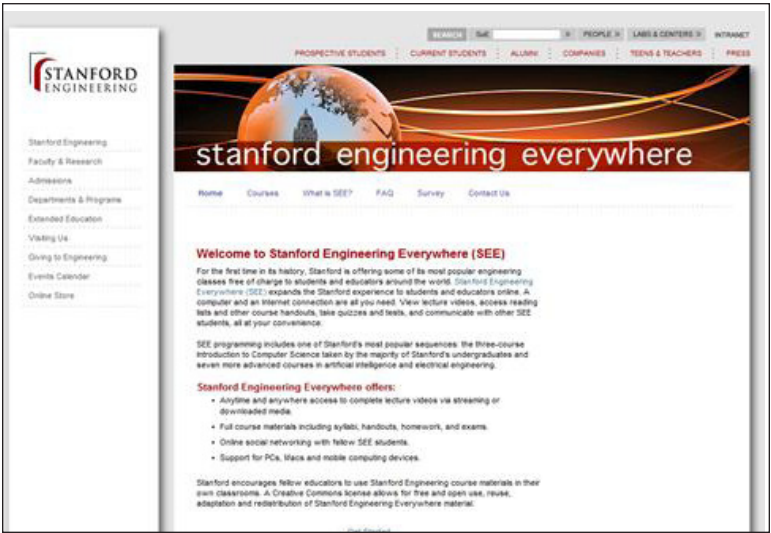 SEARCH SoE: » PEOPLE » LABS & CENTERS » INTRANET
PROSPECTIVE STUDENTS CURRENT STUDENTS ALUMNI COMPANIES TEENS & TEACHERS PRESS
STANFORD
ENGINEERING
Stanford Engineering
Faculty & Research
Admissions
Departments & Programs
Extended Education
Visiting Us
Giving to Engineering
Events Calendar
Online Store
stanford engineering everywhere
Home Courses What is SEE? FAQ Survey Contact Us
Welcome to Stanford Engineering Everywhere (SEE)
For the first time in its history, Stanford is offering some of its most popular engineering
classes free of charge to students and educators around the world. Stanford Engineering
Everywhere (SEE) expands the Stanford experience to students and educators online. A
computer and an Internet connection are all you need. View lecture videos, access reading
lists and other course handouts, take quizzes and tests, and communicate with other SEE
students, all at your convenience.
SEE programming includes one of Stanford's most popular sequences: the three-course
Introduction to Computer Science taken by the majority of Stanford's undergraduates and
seven more advanced courses in artificial intelligence and electrical engineering.
Stanford Engineering Everywhere offers:
• Anytime and anywhere access to complete lecture videos via streaming or
downloaded media.
• Full course materials including syllabi, handouts, homework, and exams.
• Online social networking with fellow SEE students.
• Support for PCs, Macs and mobile computing devices.
Stanford encourages fellow educators to use Stanford Engineering course materials in their
own classrooms. A Creative Commons license allows for free and open use, reuse,
adaptation and redistribution of Stanford Engineering Everywhere material.